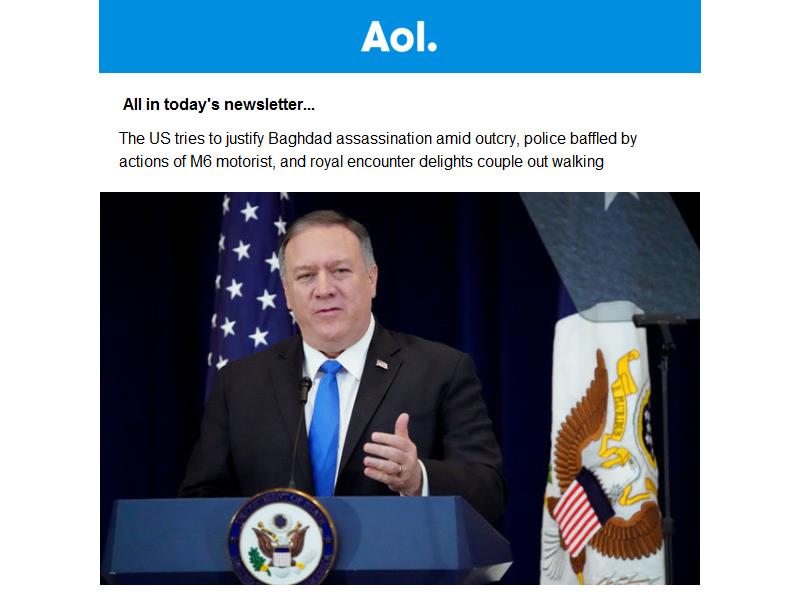 Aol.
All in today's newsletter...
The US tries to justify Baghdad assassination amid outcry, police baffled by
actions of M6 motorist, and royal encounter delights couple out walking
E PLURIBUS